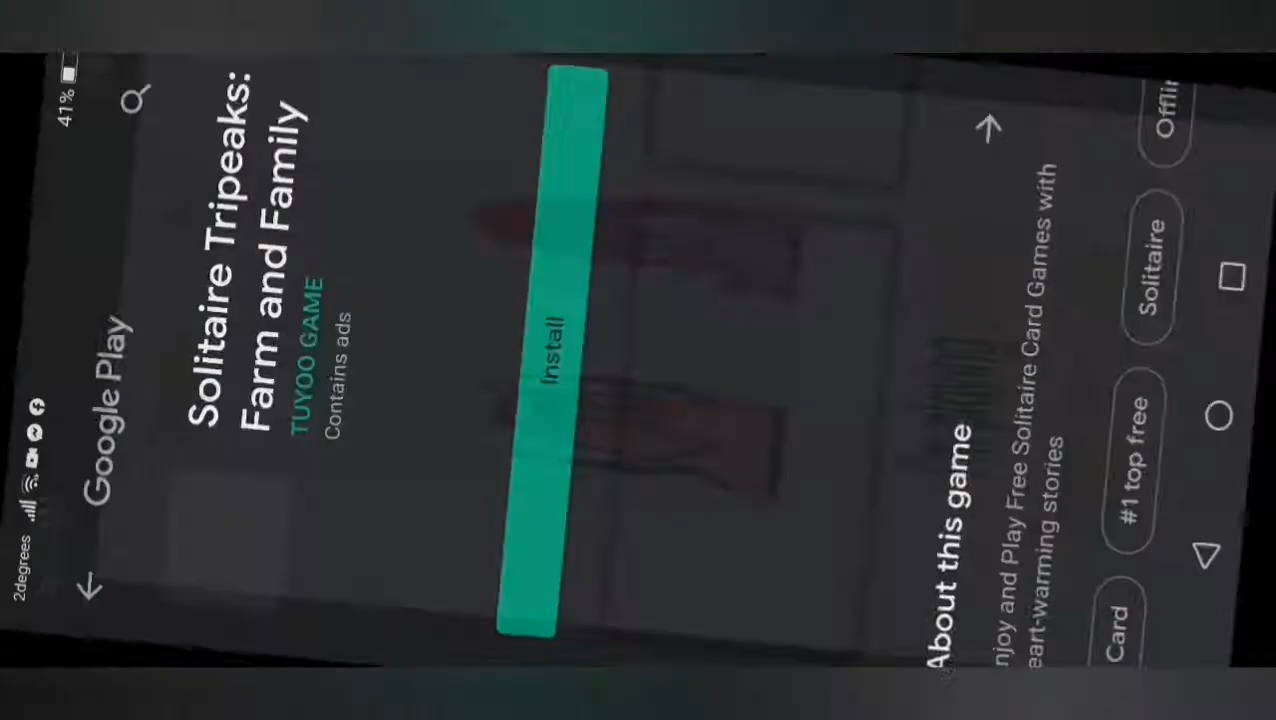 2degrees
41%
Google Play
Solitaire Tripeaks:
Farm and Family
TUYOO GAME
Contains ads
Install
About this game
njoy and Play Free Solitaire Card Games with
eart-warming stories
Card
#1 top free
Solitaire
Offli